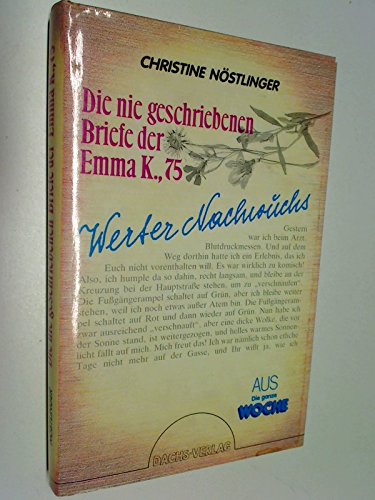 CHRISTINE NÖSTLINGER
Die nie geschriebenen
Briefe der
Emma K., 75
Werter Nachwuchs
Gestern
war ich beim Arzt.
Blutdruckmessen. Und auf dem
Weg dorthin hatte ich ein Erlebnis, das ich
Euch nicht vorenthalten will. Es war wirklich zu komisch!
Also, ich humple da so dahin, recht langsam, und bleibe an der
Kreuzung bei der Hauptstraße stehen, um zu „verschnaufen“.
Die Fußgängerampel schaltet auf Grün, aber ich bleibe weiter
stehen, weil ich noch etwas außer Atem bin. Die Fußgängeram-
pel schaltet auf Rot und dann wieder auf Grün. Nun habe ich
zwar ausreichend „verschnauft“, aber eine dicke Wolke, die vor
der Sonne stand, ist weitergezogen, und helles warmes Sonnen-
licht fällt auf mich. Mich freut das! Ich war nämlich schon etliche
Tage nicht mehr auf der Gasse, und Ihr wißt ja, wie ich
AUS
Die ganze
WOCHE
DACHS-VERLAG